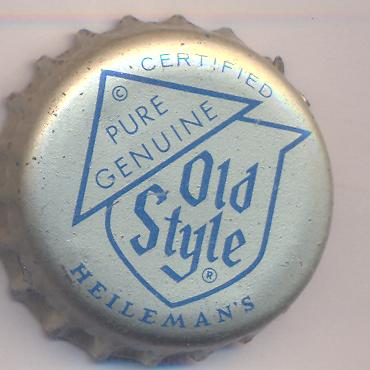 CERTIFIED
©
PURE
GENUINE
Old
Style
®
HEILEMAN'S